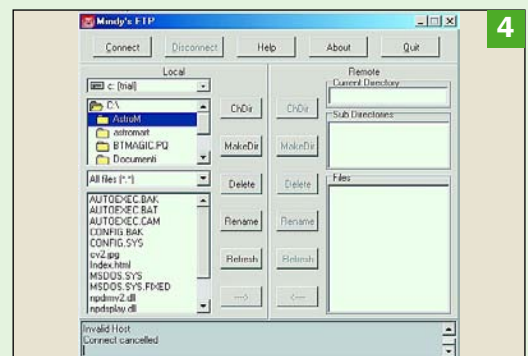 Mindy's FTP
4
Connect Disconnect Help About Quit
Local
Remote
c: [trial]
Current Directory
C:\
AstroM
astromart
BTMAGIC.PQ
Documenti
ChDir
ChDir
Sub Directories
MakeDir
MakeDir
All files (*.*)
Delete
Delete
Files
AUTOEXEC.BAK
AUTOEXEC.BAT
AUTOEXEC.CAM
CONFIG.BAK
CONFIG.SYS
cv2.jpg
Index.html
MSDOS.SYS
MSDOS.SYS.FIXED
npdmv2.dll
npdsplay.dll
Rename
Rename
Refresh
Refresh
--->
<---
Invalid Host
Connect cancelled